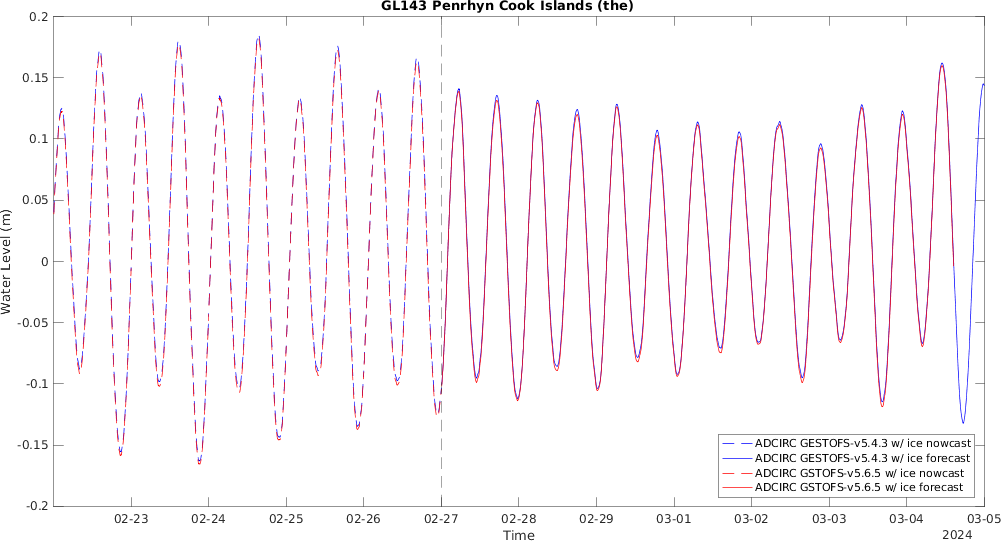 GL143 Penrhyn Cook Islands (the)
0.2
0.15
0.1
0.05
0
-0.05
-0.1
-0.15
-0.2
Water Level (m)
02-23 02-24 02-25 02-26 02-27 02-28 02-29 03-01 03-02 03-03 03-04 03-05
Time
2024
ADCIRC GESTOFS-v5.4.3 w/ ice nowcast
ADCIRC GESTOFS-v5.4.3 w/ ice forecast
ADCIRC GSTOFS-v5.6.5 w/ ice nowcast
ADCIRC GSTOFS-v5.6.5 w/ ice forecast